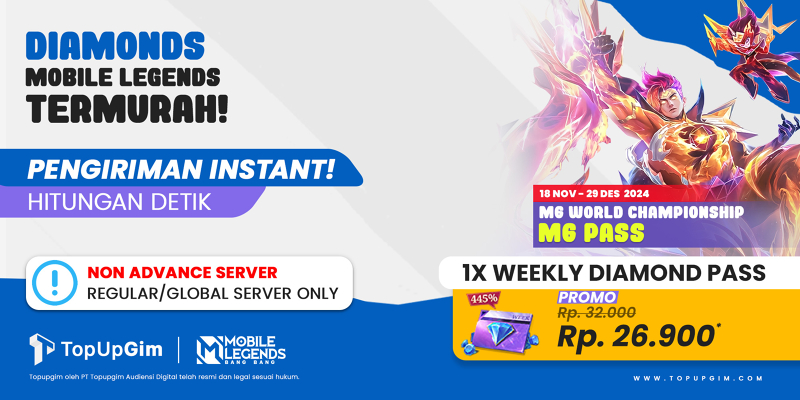 DIAMONDS
MOBILE LEGENDS
TERMURAH!
PENGIRIMAN INSTANT!
HITUNGAN DETIK
NON ADVANCE SERVER
REGULAR/GLOBAL SERVER ONLY
TopUpGim
MOBILE
LEGENDS
BANG BANG
Topupgim oleh PT Topupgim Audiensi Digital telah resmi dan legal sesuai hukum.
18 NOV - 29 DES 2024
M6 WORLD CHAMPIONSHIP
M6 PASS
1X WEEKLY DIAMOND PASS
445%
PROMO
Rp. 32.000
Rp. 26.900*
WWW.TOPUPGIM.COM